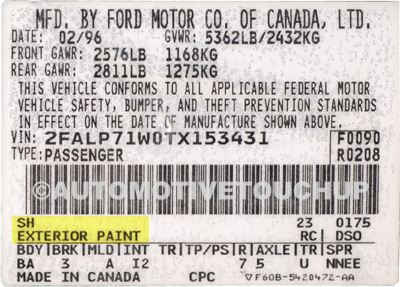 MFD. BY FORD MOTOR CO. OF CANADA, LTD.
DATE: 02/96 GVWR: 5362LB/2432KG
FRONT GAWR: 2576LB 1168KG
REAR GAWR: 2811LB 1275KG
THIS VEHICLE CONFORMS TO ALL APPLICABLE FEDERAL MOTOR
VEHICLE SAFETY, BUMPER, AND THEFT PREVENTION STANDARDS
IN EFFECT ON THE DATE OF MANUFACTURE SHOWN ABOVE.
VIN: 2FALP71W0TX153431 F0090
TYPE: PASSENGER R0208
©AUTOMOTIVETOUCHUP
SH 23 0175
EXTERIOR PAINT RC DSO
BDY BRK MLD INT TR TP/PS R AXLE TR SPR
BA 3 A 12 7 5 U NNEE
MADE IN CANADA CPC ▽F60B-5420472-AA